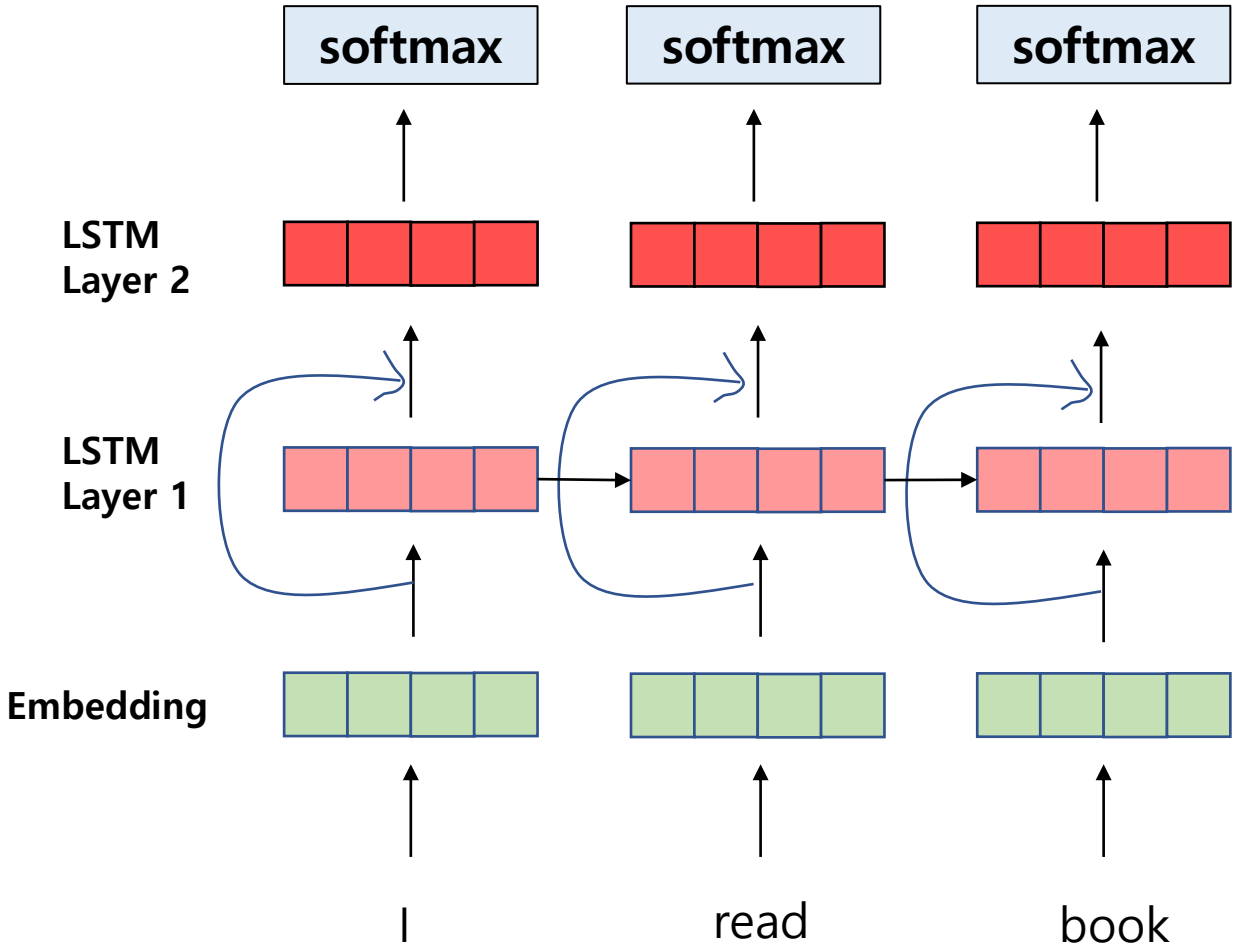 softmax softmax softmax
LSTM
Layer 2
LSTM
Layer 1
Embedding
I read book